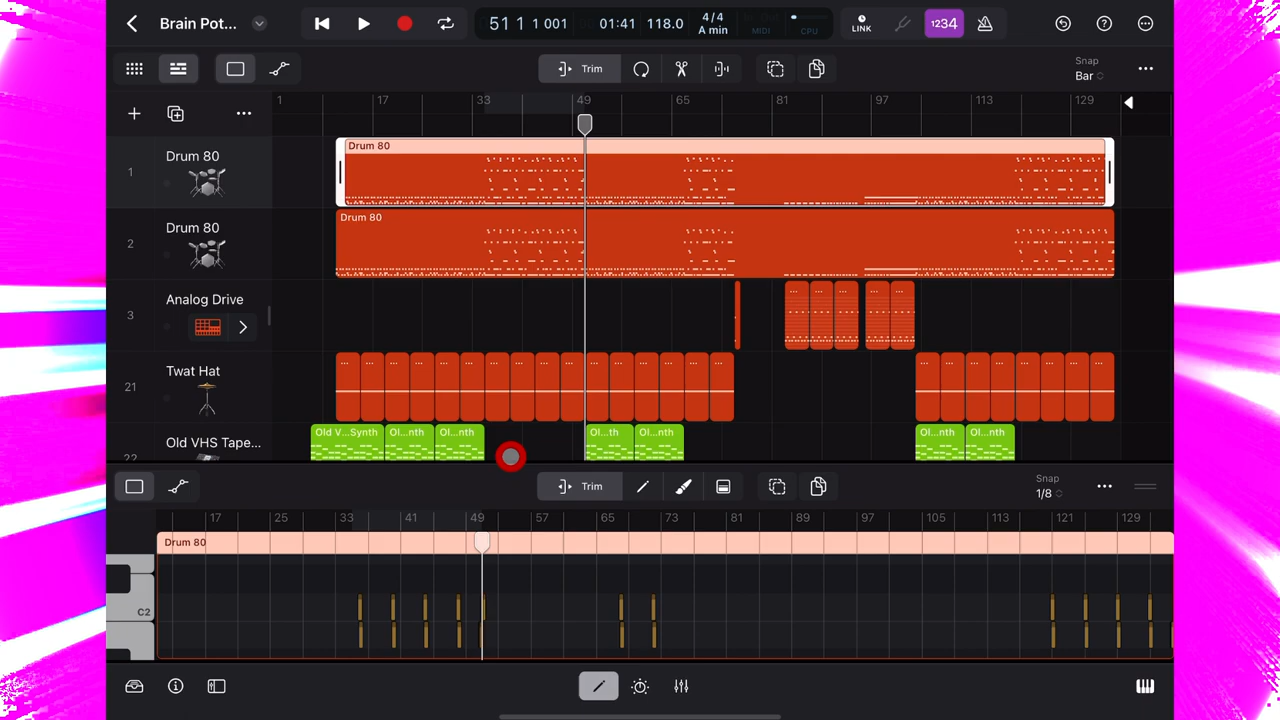 Brain Pot...
51 1 1 001
01:41
118.0
4/4
A min
MIDI
CPU
LINK
1234
Trim
Snap
Bar
1
17
33
49
65
81
97
113
129
1
Drum 80
Drum 80
2
Drum 80
Drum 80
3
Analog Drive
21
Twat Hat
22
Old VHS Tape...
Old V...Synth
Ol...nth
Ol...nth
Ol...th
Ol...nth
Ol...nth
Ol...nth
Trim
Snap
1/8
17
25
33
41
49
57
65
73
81
89
97
105
113
121
129
Drum 80
C2